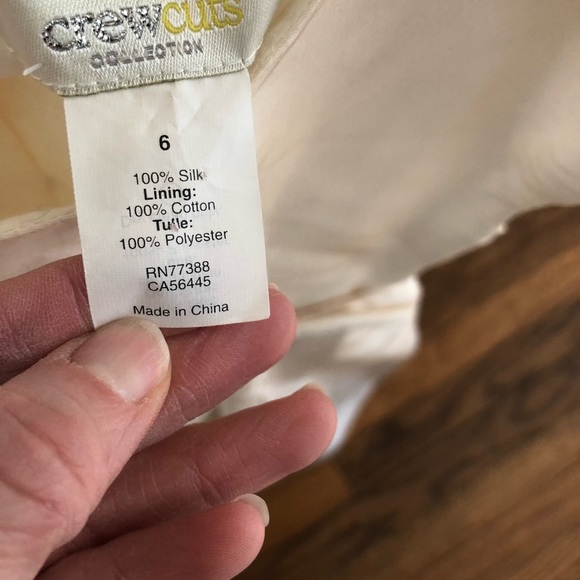 crewcuts
COLLECTION
6
100% Silk
Lining:
100% Cotton
Tulle:
100% Polyester
RN77388
CA56445
Made in China